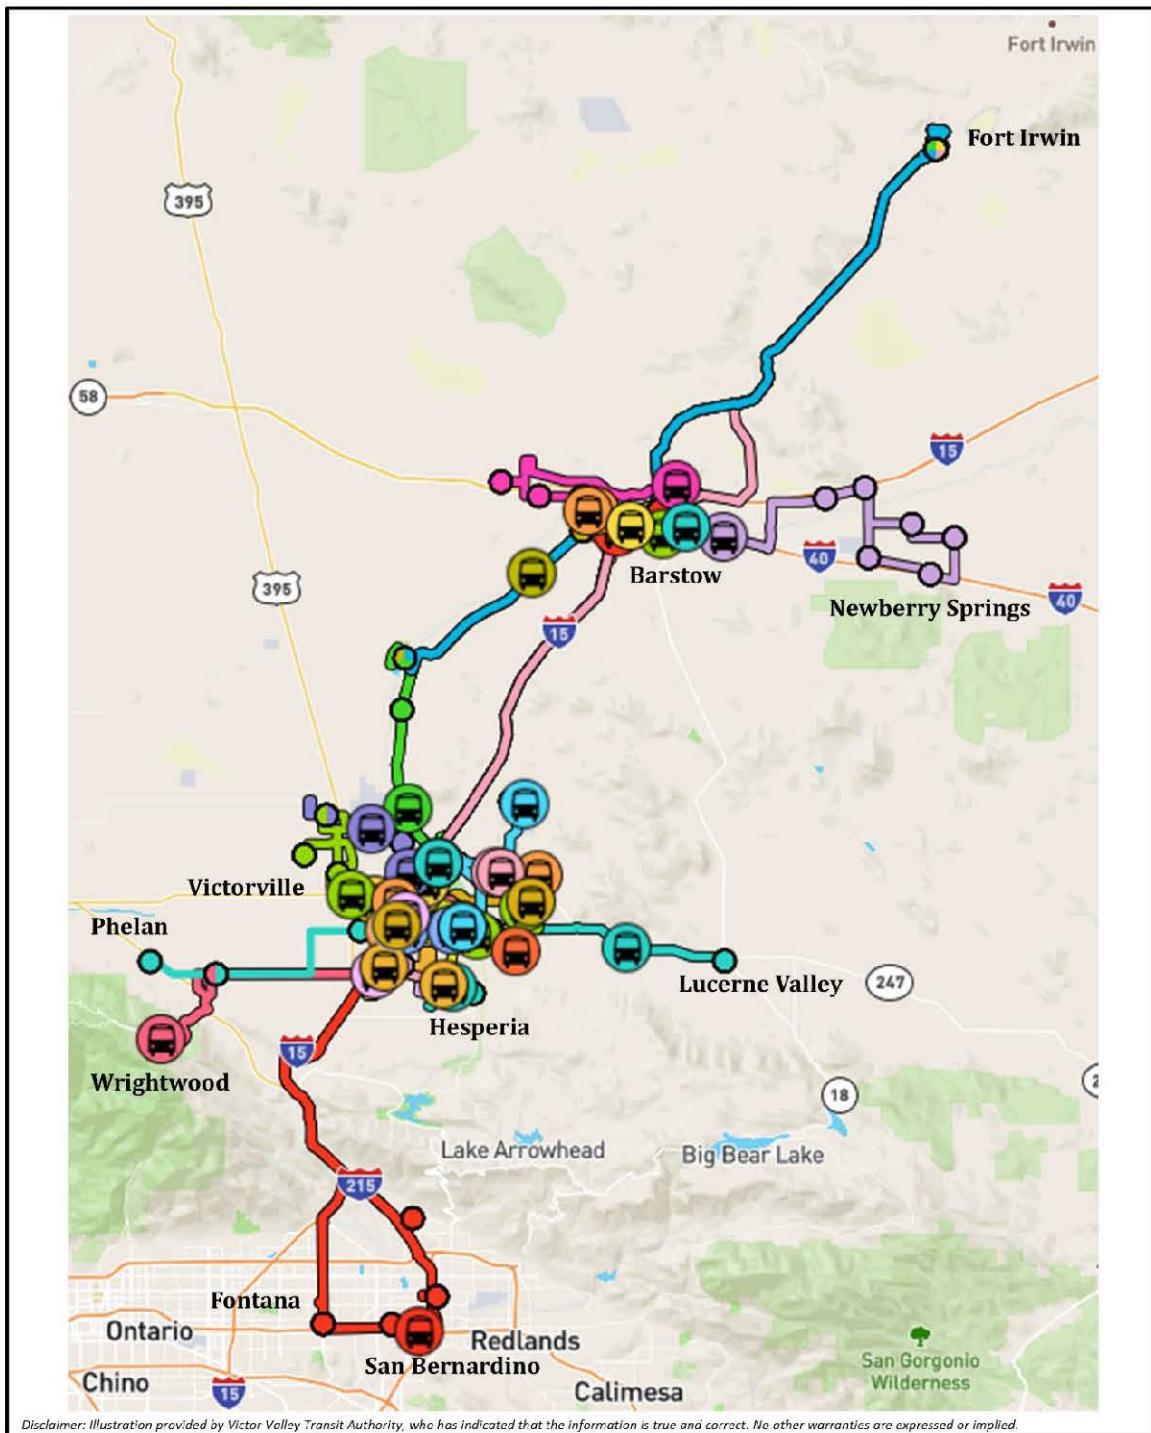 Fort Irwin
Fort Irwin
395
58
15
Barstow
40
Newberry Springs
40
395
15
Victorville
Phelan
Lucerne Valley
247
Hesperia
15
Wrightwood
18
2
Lake Arrowhead
Big Bear Lake
215
Fontana
Ontario
Redlands
San Bernardino
San Gorgonio
Wilderness
Chino
15
Calimesa
Disclaimer: Illustration provided by Victor Valley Transit Authority, who has indicated that the information is true and correct. No other warranties are expressed or implied.